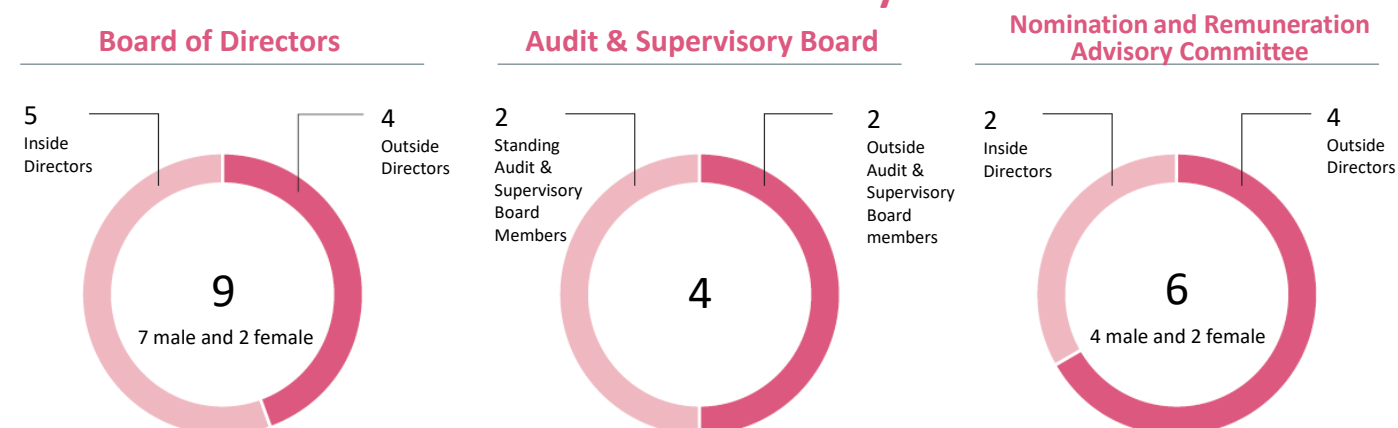 Board of Directors
5
Inside
Directors
4
Outside
Directors
9
7 male and 2 female
Audit & Supervisory Board
2
Standing
Audit &
Supervisory
Board
Members
2
Outside
Audit &
Supervisory
Board
members
4
Nomination and Remuneration
Advisory Committee
2
Inside
Directors
4
Outside
Directors
6
4 male and 2 female